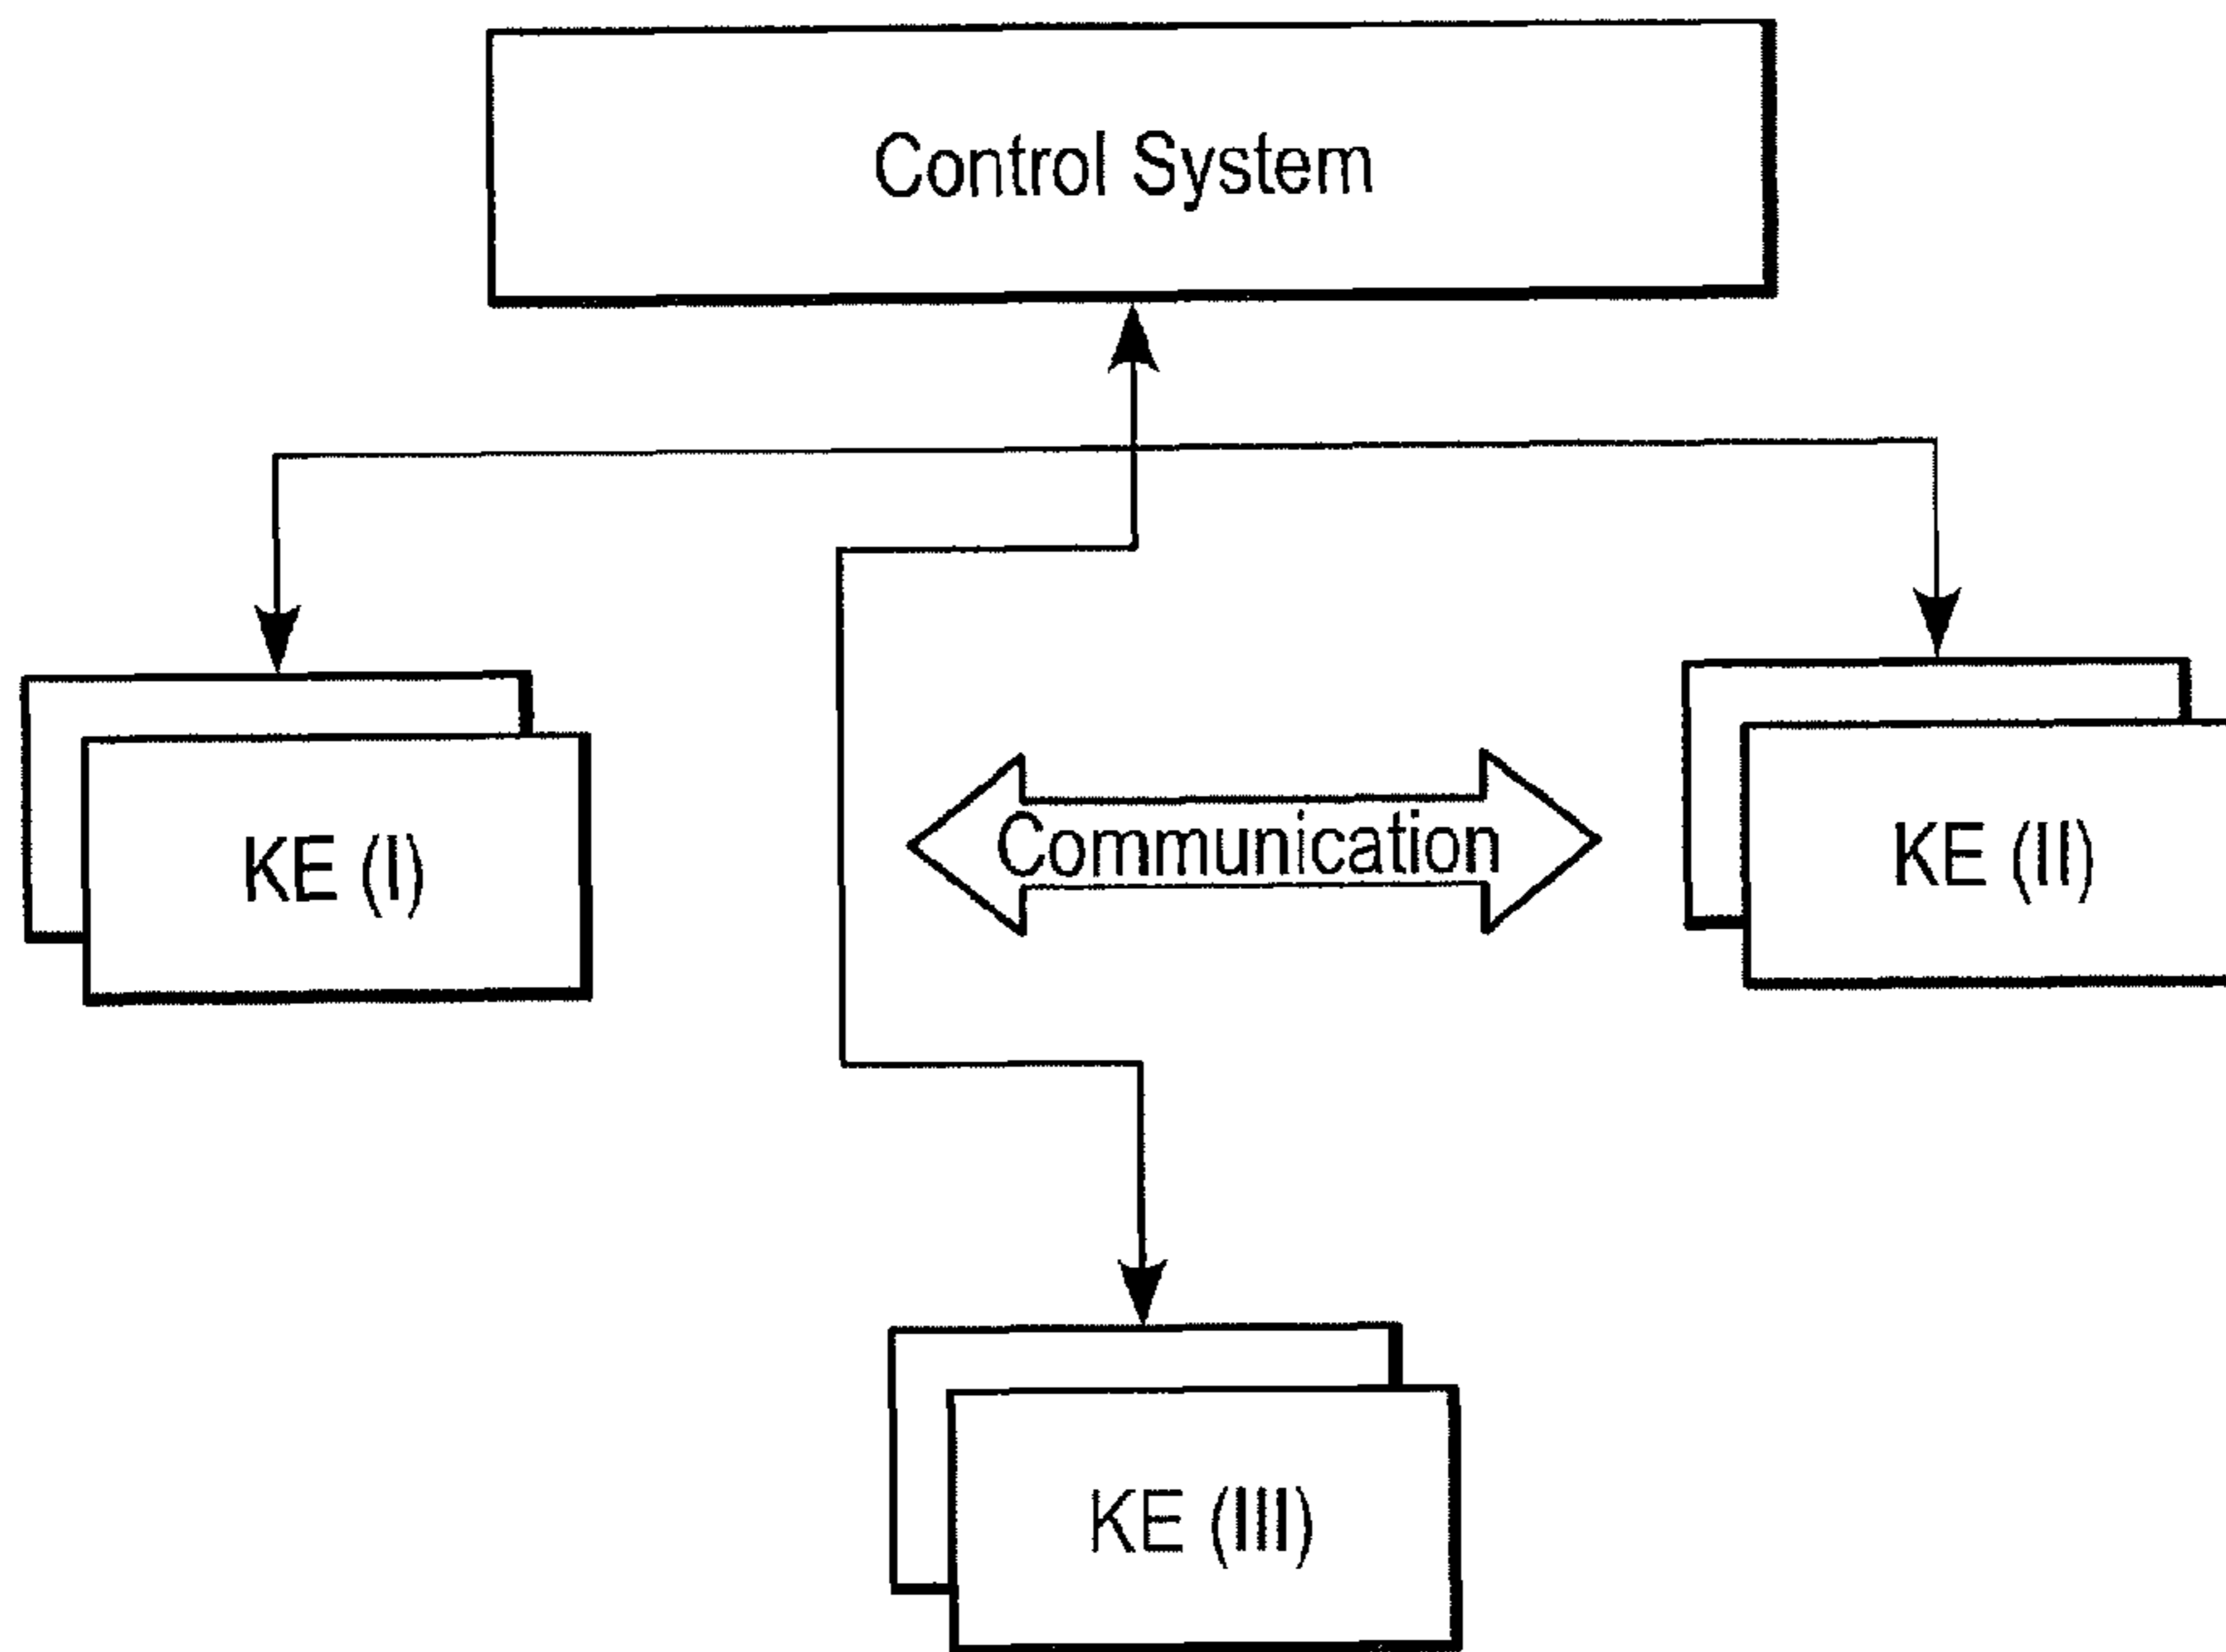 Control System
KE (I)
Communication
KE (II)
KE (III)